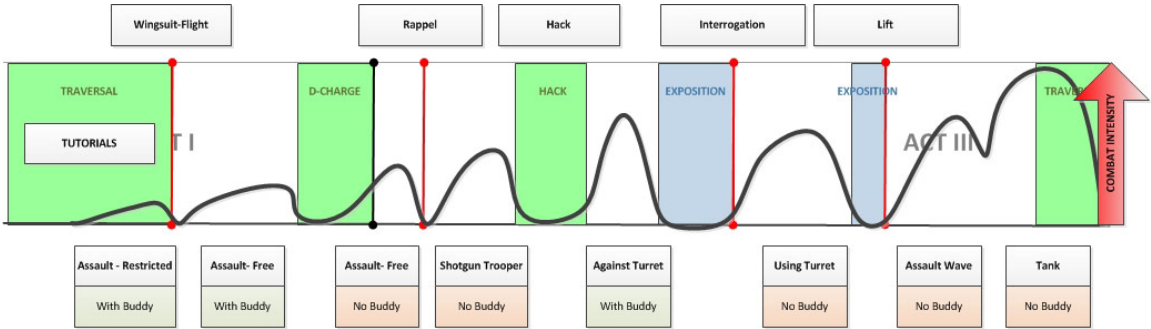 Wingsuit-Flight
Rappel
Hack
Interrogation
Lift
TRAVERSAL
D-CHARGE
HACK
EXPOSITION
EXPOSITION
TUTORIALS
T I
ACT III
COMBAT INTENSITY
Assault - Restricted
With Buddy
Assault- Free
With Buddy
Assault- Free
No Buddy
Shotgun Trooper
No Buddy
Against Turret
With Buddy
Using Turret
No Buddy
Assault Wave
No Buddy
Tank
No Buddy